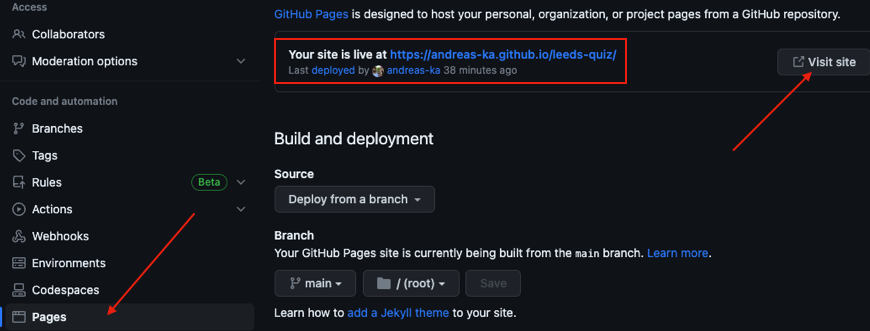 Access
Collaborators
Moderation options
Code and automation
Branches
Tags
Rules Beta
Actions
Webhooks
Environments
Codespaces
Pages
GitHub Pages is designed to host your personal, organization, or project pages from a GitHub repository.
Your site is live at https://andreas-ka.github.io/leeds-quiz/
Last deployed by andreas-ka 38 minutes ago
Visit site
Build and deployment
Source
Deploy from a branch
Branch
Your GitHub Pages site is currently being built from the main branch. Learn more.
main / (root) Save
Learn how to add a Jekyll theme to your site.